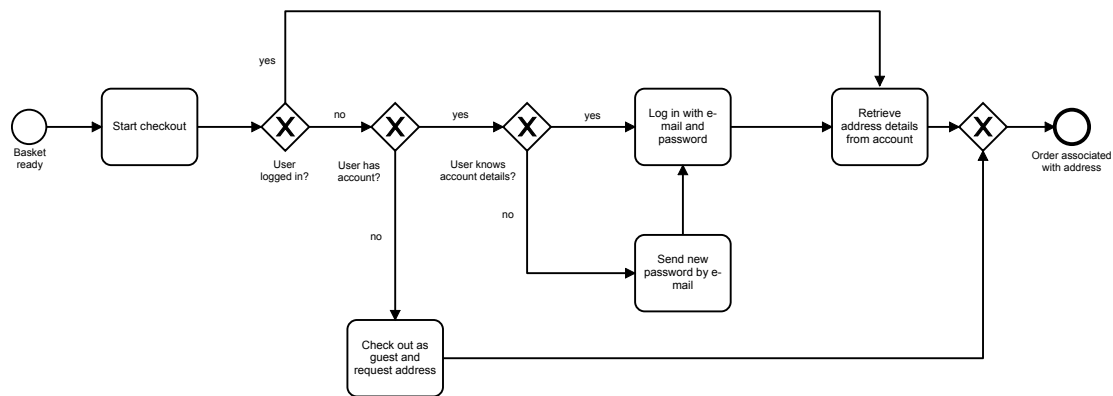 yes
Start checkout
no
yes
yes
Log in with e-
mail and
password
Retrieve
address details
from account
Basket
ready
User
logged in?
User has
account?
User knows
account details?
Order associated
with address
no
no
Send new
password by e-
mail
Check out as
guest and
request address